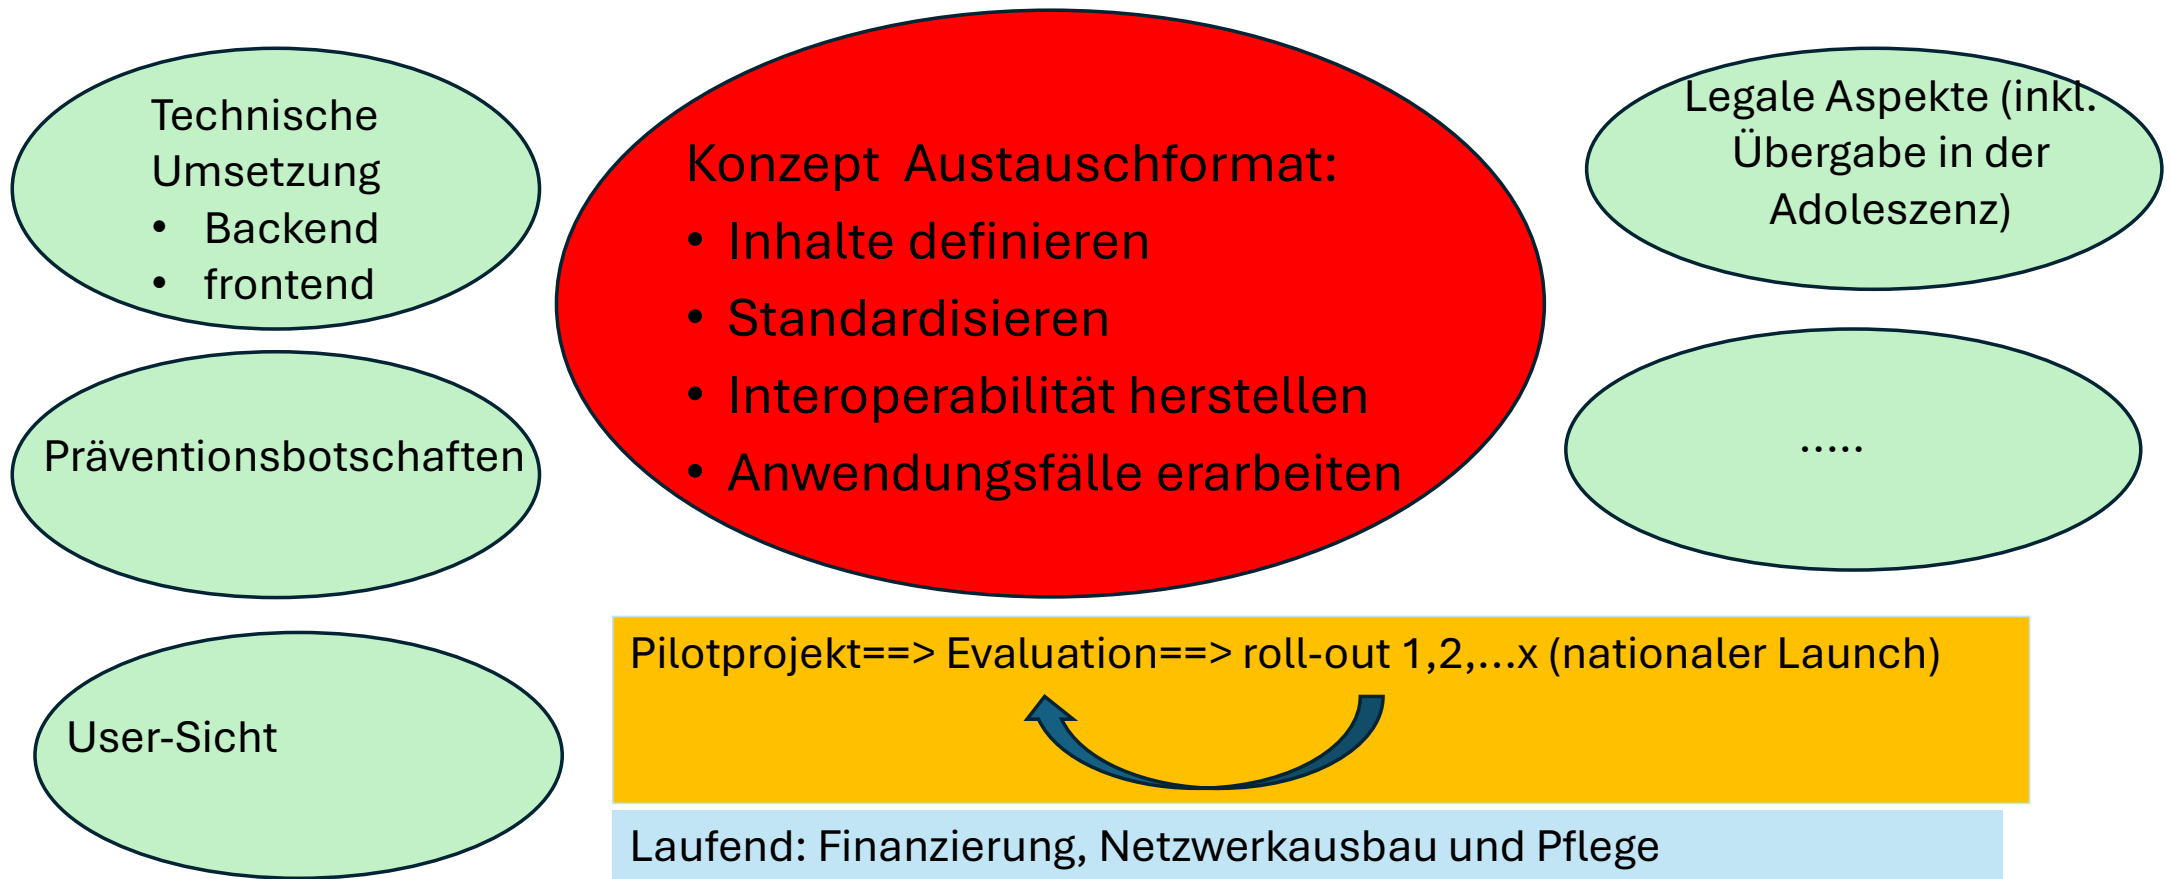 Technische
Umsetzung
• Backend
• frontend
Präventionsbotschaften
User-Sicht
Konzept Austauschformat:
• Inhalte definieren
• Standardisieren
• Interoperabilität herstellen
• Anwendungsfälle erarbeiten
Legale Aspekte (inkl.
Übergabe in der
Adoleszenz)
.....
Pilotprojekt==> Evaluation==> roll-out 1,2,...x (nationaler Launch)
Laufend: Finanzierung, Netzwerkausbau und Pflege